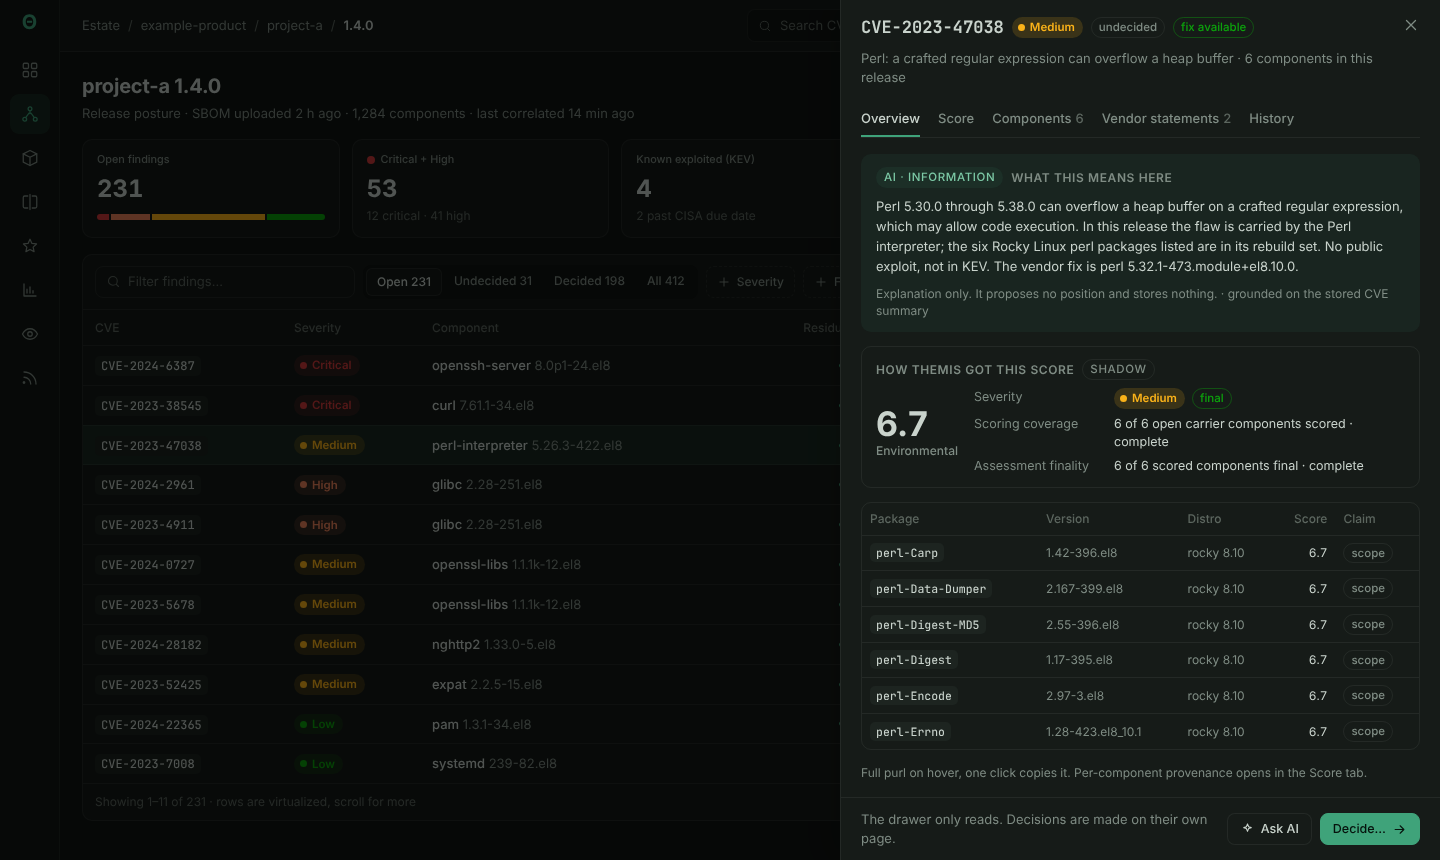 Estate / example-product / project-a / 1.4.0
Search CV
project-a 1.4.0
Release posture · SBOM uploaded 2 h ago · 1,284 components · last correlated 14 min ago
Open findings
231
Critical + High
53
12 critical · 41 high
Known exploited (KEV)
4
2 past CISA due date
Filter findings...
Open 231
Undecided 31
Decided 198
All 412
+ Severity
+ F
CVE Severity Component Residu
CVE-2024-6387 Critical openssh-server 8.0p1-24.el8
CVE-2023-38545 Critical curl 7.61.1-34.el8
CVE-2023-47038 Medium perl-interpreter 5.26.3-422.el8
CVE-2024-2961 High glibc 2.28-251.el8
CVE-2023-4911 High glibc 2.28-251.el8
CVE-2024-0727 Medium openssl-libs 1.1.1k-12.el8
CVE-2023-5678 Medium openssl-libs 1.1.1k-12.el8
CVE-2024-28182 Medium nghttp2 1.33.0-5.el8
CVE-2023-52425 Medium expat 2.2.5-15.el8
CVE-2024-22365 Low pam 1.3.1-34.el8
CVE-2023-7008 Low systemd 239-82.el8
Showing 1–11 of 231 · rows are virtualized, scroll for more
CVE-2023-47038 Medium undecided fix available
Perl: a crafted regular expression can overflow a heap buffer · 6 components in this
release
Overview Score Components 6 Vendor statements 2 History
AI · INFORMATION WHAT THIS MEANS HERE
Perl 5.30.0 through 5.38.0 can overflow a heap buffer on a crafted regular expression,
which may allow code execution. In this release the flaw is carried by the Perl
interpreter; the six Rocky Linux perl packages listed are in its rebuild set. No public
exploit, not in KEV. The vendor fix is perl 5.32.1-473.module+el8.10.0.
Explanation only. It proposes no position and stores nothing. · grounded on the stored CVE
summary
HOW THEMIS GOT THIS SCORE SHADOW
6.7
Environmental
Severity Medium final
Scoring coverage 6 of 6 open carrier components scored ·
complete
Assessment finality 6 of 6 scored components final · complete
Package Version Distro Score Claim
perl-Carp 1.42-396.el8 rocky 8.10 6.7 scope
perl-Data-Dumper 2.167-399.el8 rocky 8.10 6.7 scope
perl-Digest-MD5 2.55-396.el8 rocky 8.10 6.7 scope
perl-Digest 1.17-395.el8 rocky 8.10 6.7 scope
perl-Encode 2.97-3.el8 rocky 8.10 6.7 scope
perl-Errno 1.28-423.el8_10.1 rocky 8.10 6.7 scope
Full purl on hover, one click copies it. Per-component provenance opens in the Score tab.
The drawer only reads. Decisions are made on their own
page.
Ask AI
Decide... →